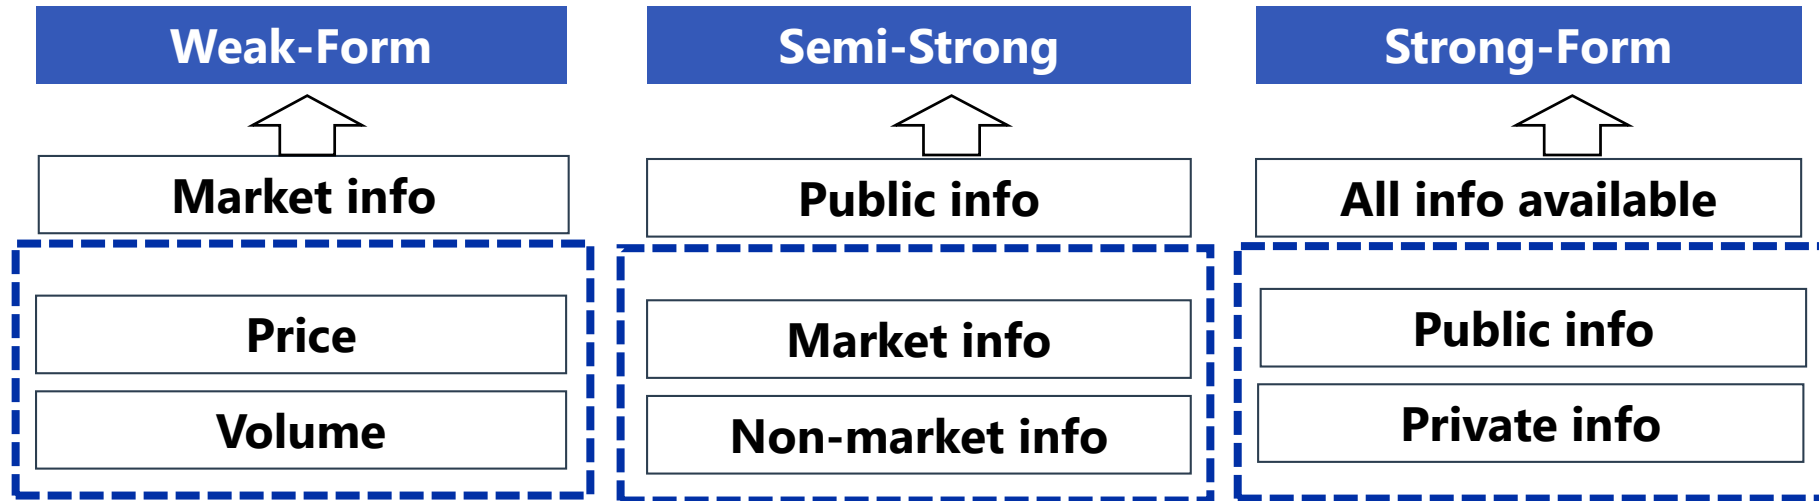 Weak-Form
Semi-Strong
Strong-Form
Market info
Public info
All info available
Price
Market info
Public info
Volume
Non-market info
Private info